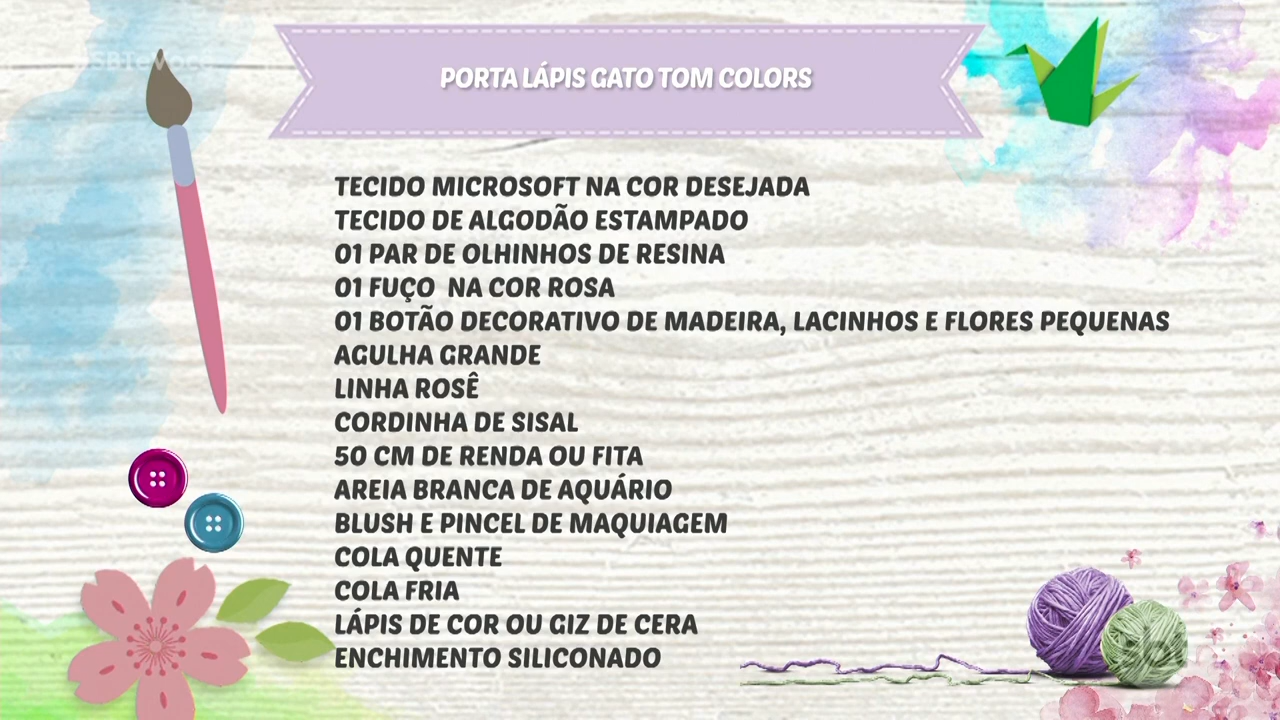 #SBTeVocê
PORTA LÁPIS GATO TOM COLORS
TECIDO MICROSOFT NA COR DESEJADA
TECIDO DE ALGODÃO ESTAMPADO
01 PAR DE OLHINHOS DE RESINA
01 FUÇO NA COR ROSA
01 BOTÃO DECORATIVO DE MADEIRA, LACINHOS E FLORES PEQUENAS
AGULHA GRANDE
LINHA ROSÊ
CORDINHA DE SISAL
50 CM DE RENDA OU FITA
AREIA BRANCA DE AQUÁRIO
BLUSH E PINCEL DE MAQUIAGEM
COLA QUENTE
COLA FRIA
LÁPIS DE COR OU GIZ DE CERA
ENCHIMENTO SILICONADO